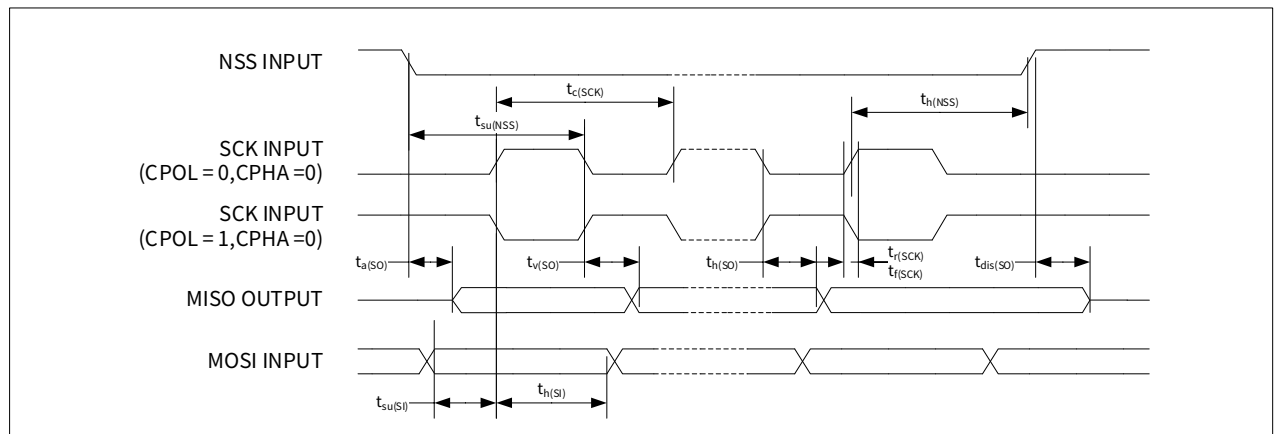 NSS INPUT
tc(SCK)
th(NSS)
tsu(NSS)
SCK INPUT
(CPOL = 0,CPHA =0)
SCK INPUT
(CPOL = 1,CPHA =0)
ta(SO)
tv(SO)
th(SO)
tr(SCK)
tf(SCK)
tdis(SO)
MISO OUTPUT
MOSI INPUT
tsu(SI)
th(SI)